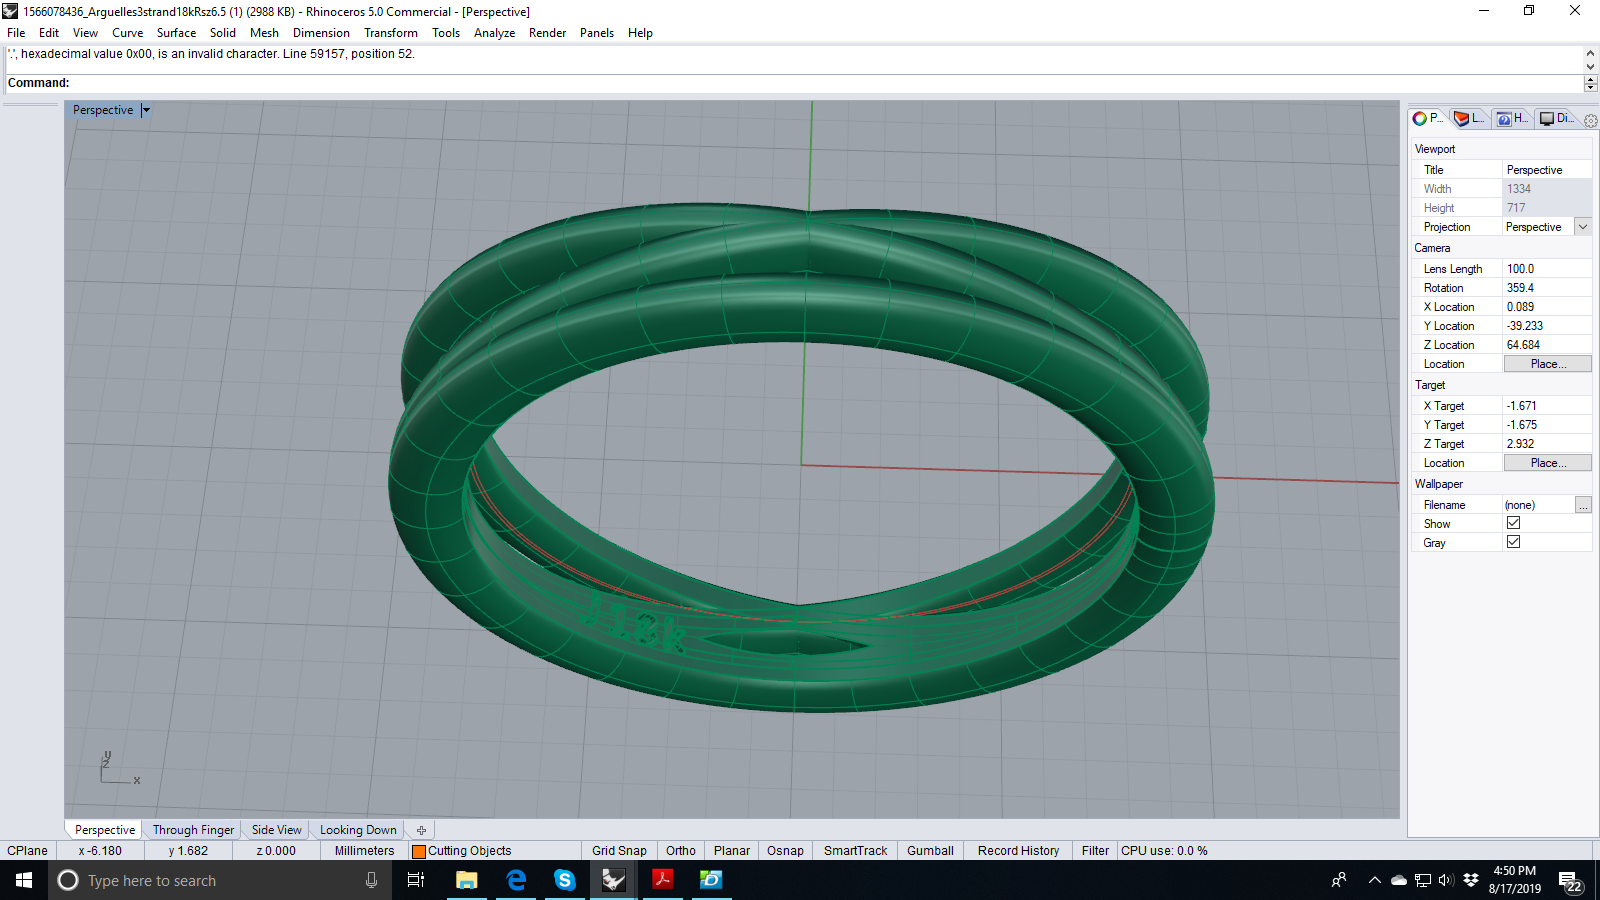 1566078436_Arguelles3strand18kRsz6.5 (1) (2988 KB) - Rhinoceros 5.0 Commercial - [Perspective]
File Edit View Curve Surface Solid Mesh Dimension Transform Tools Analyze Render Panels Help
'.', hexadecimal value 0x00, is an invalid character. Line 59157, position 52.
Command:
Perspective
P... L... H... Di...
Viewport
Title Perspective
Width 1334
Height 717
Projection Perspective
Camera
Lens Length 100.0
Rotation 359.4
X Location 0.089
Y Location -39.233
Z Location 64.684
Location Place...
Target
X Target -1.671
Y Target -1.675
Z Target 2.932
Location Place...
Wallpaper
Filename (none) ...
Show
Gray
18k
y
z
x
Perspective Through Finger Side View Looking Down
CPlane x -6.180 y 1.682 z 0.000 Millimeters Cutting Objects Grid Snap Ortho Planar Osnap SmartTrack Gumball Record History Filter CPU use: 0.0 %
Type here to search
4:50 PM
8/17/2019
22